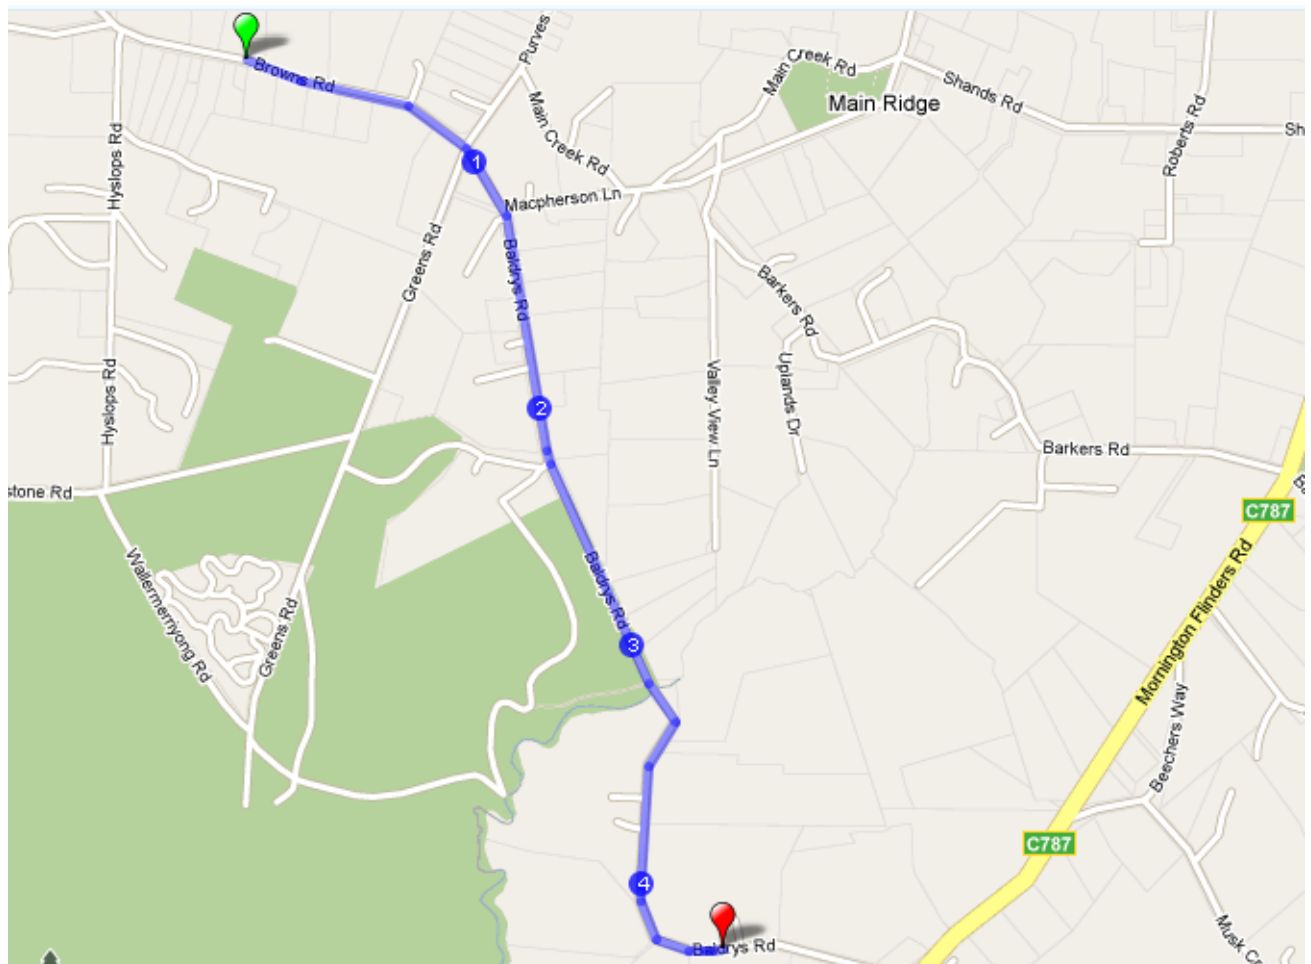 Purves
Browns Rd
Main Creek Rd
Main Ridge
Shands Rd
Sh
Roberts Rd
Hyslops Rd
Main Creek Rd
1
Macpherson Ln
Greens Rd
Baldrys Rd
Barkers Rd
Hyslops Rd
Valley View Ln
Uplands Dr
2
Barkers Rd
stone Rd
C787
Baldrys Rd
Mornington Flinders Rd
Greens Rd
3
Beechers Way
C787
4
Baldrys Rd
Musk Cr